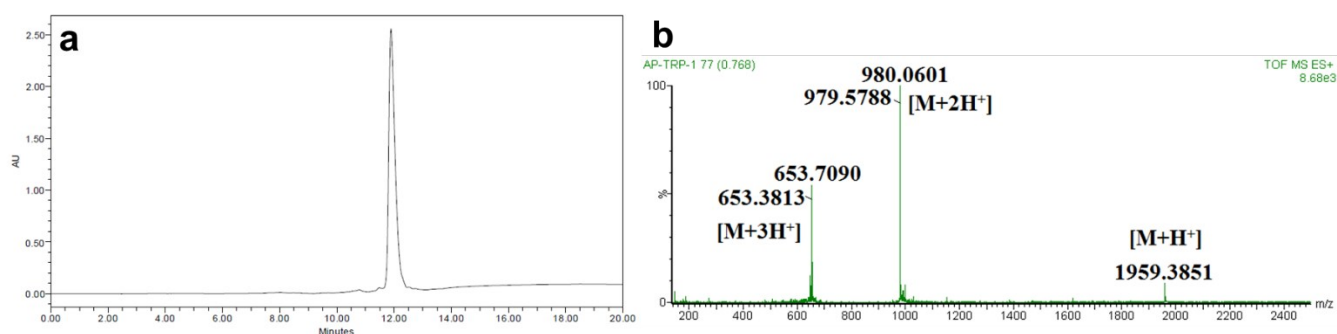 a
2.50
2.00
1.50
1.00
0.50
0.00
AU
0.00 2.00 4.00 6.00 8.00 10.00 12.00 14.00 16.00 18.00 20.00
Minutes
b
AP-TRP-1 77 (0.768)
TOF MS ES+
8.68e3
100
%
0
980.0601
979.5788
[M+2H⁺]
653.7090
653.3813
[M+3H⁺]
[M+H⁺]
1959.3851
200 400 600 800 1000 1200 1400 1600 1800 2000 2200 2400
m/z